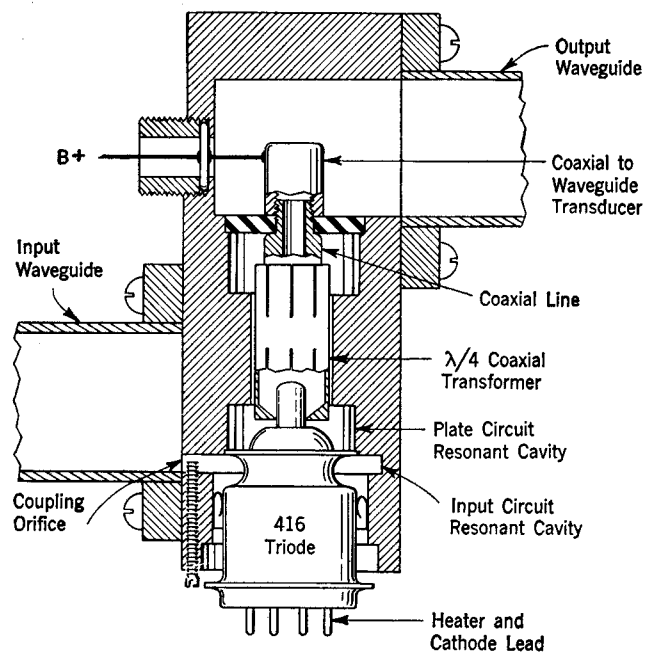 Output
Waveguide
B+
Coaxial to
Waveguide
Transducer
Input
Waveguide
Coaxial Line
λ/4 Coaxial
Transformer
Plate Circuit
Resonant Cavity
Coupling
Orifice
Input Circuit
Resonant Cavity
416
Triode
Heater and
Cathode Lead